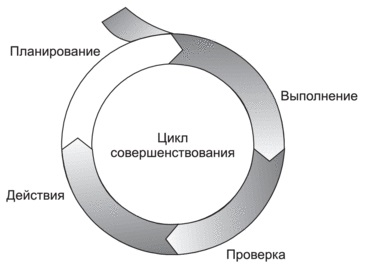 Планирование
Выполнение
Цикл
совершенствования
Действия
Проверка